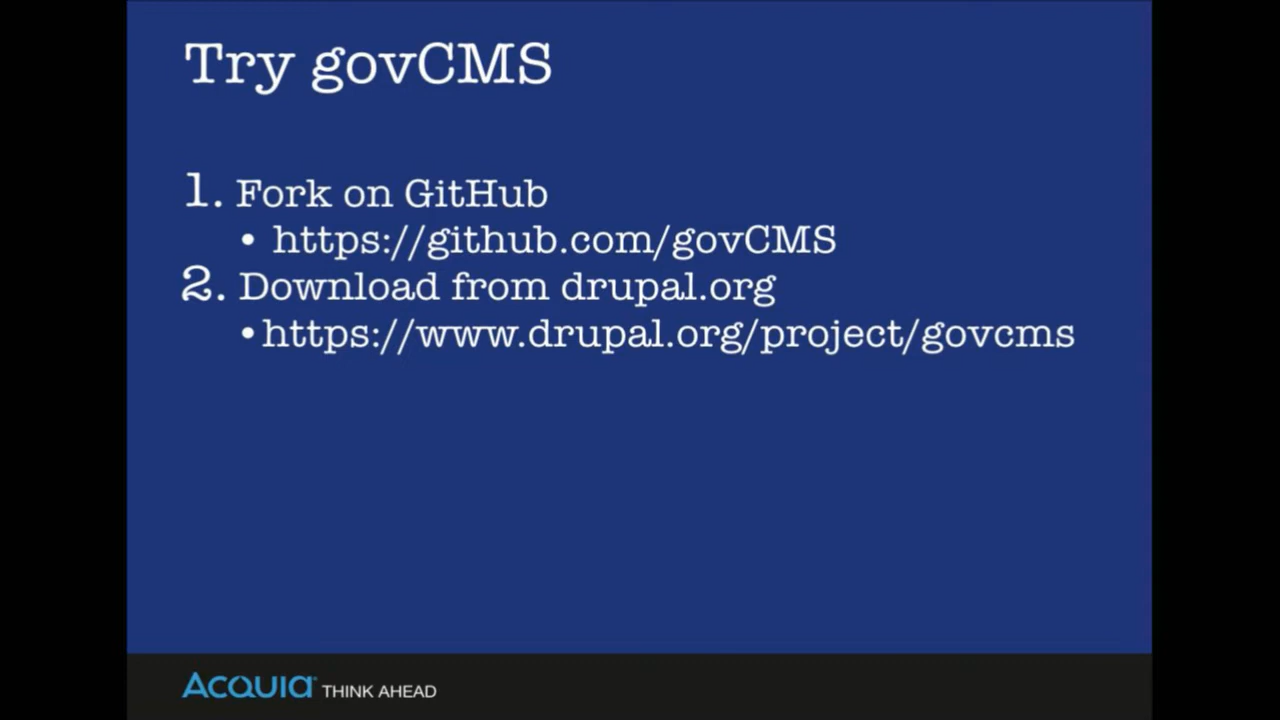 Try govCMS
1. Fork on GitHub
• https://github.com/govCMS
2. Download from drupal.org
• https://www.drupal.org/project/govcms
Acquia® THINK AHEAD